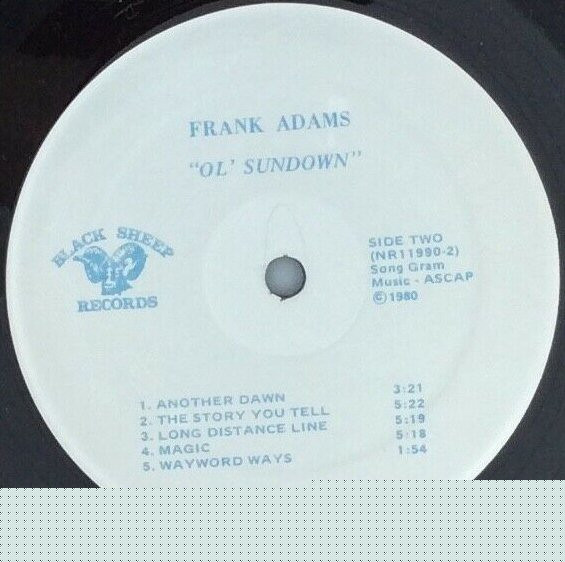 FRANK ADAMS
"OL' SUNDOWN"
BLACK SHEEP
RECORDS
SIDE TWO
(NR11990-2)
Song Gram
Music - ASCAP
©1980
1. ANOTHER DAWN 3:21
2. THE STORY YOU TELL 5:22
3. LONG DISTANCE LINE 5:19
4. MAGIC 5:18
5. WAYWORD WAYS 1:54